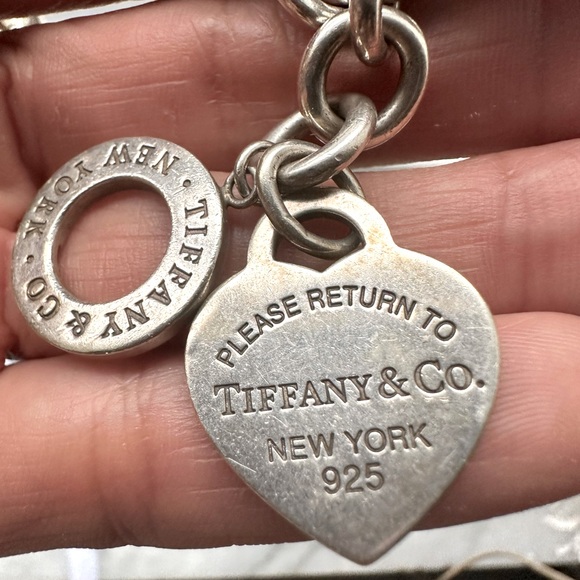 TIFFANY & CO · NEW YORK ·
PLEASE RETURN TO
TIFFANY & CO.
NEW YORK
925